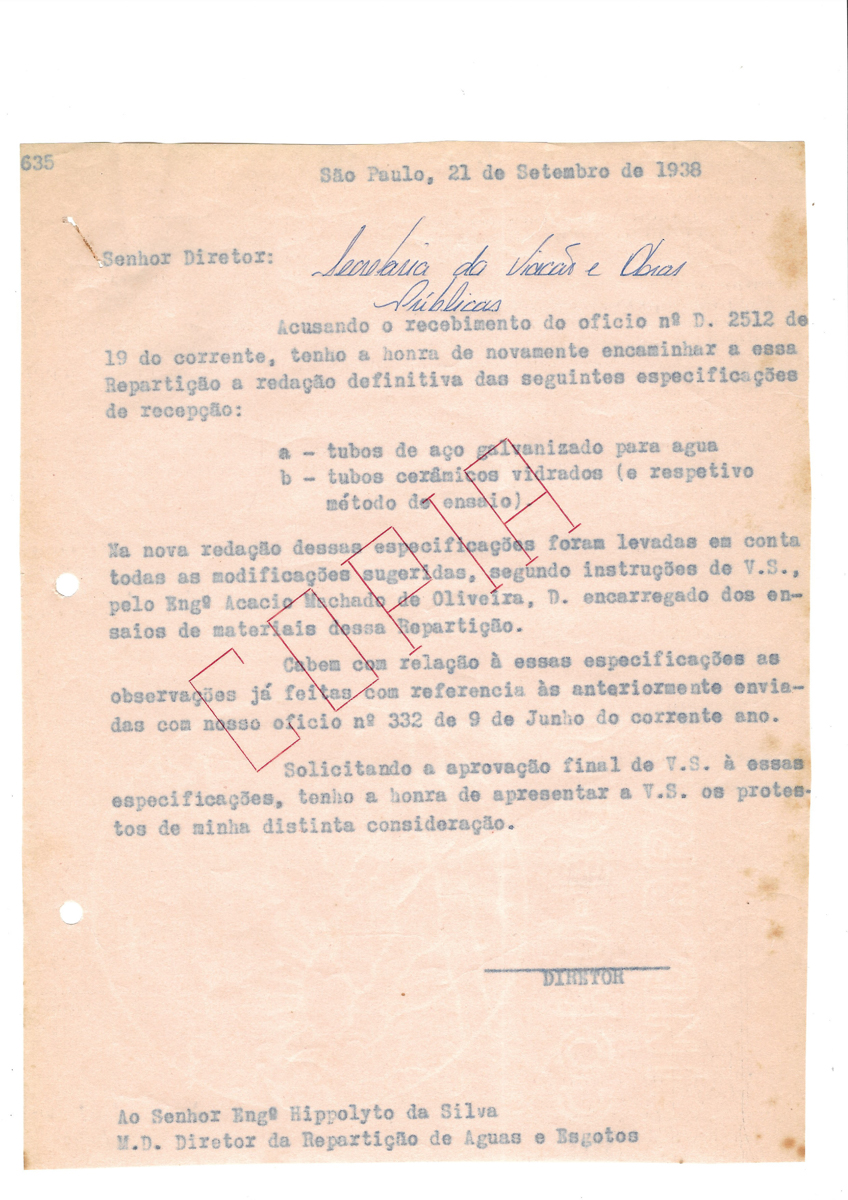 635
São Paulo, 21 de Setembro de 1938
Senhor Diretor:
Secretaria da Viação e Obras
Públicas
Acusando o recebimento do oficio nº D. 2512 de
19 do corrente, tenho a honra de novamente encaminhar a essa
Repartição a redação definitiva das seguintes especificações
de recepção:
a - tubos de aço galvanizado para agua
b - tubos cerâmicos vidrados (e respetivo
método de ensaio)
Na nova redação dessas especificações foram levadas em conta
todas as modificações sugeridas, segundo instruções de V.S.,
pelo Engº Acacio Machado de Oliveira, D. encarregado dos en-
saios de materiais dessa Repartição.
Cabem com relação à essas especificações as
observações já feitas com referencia às anteriormente envia-
das com nosso oficio nº 332 de 9 de Junho do corrente ano.
Solicitando a aprovação final de V.S. à essas
especificações, tenho a honra de apresentar a V.S. os protes-
tos de minha distinta consideração.
COPIA
DIRETOR
Ao Senhor Engº Hippolyto da Silva
M.D. Diretor da Repartição de Aguas e Esgotos